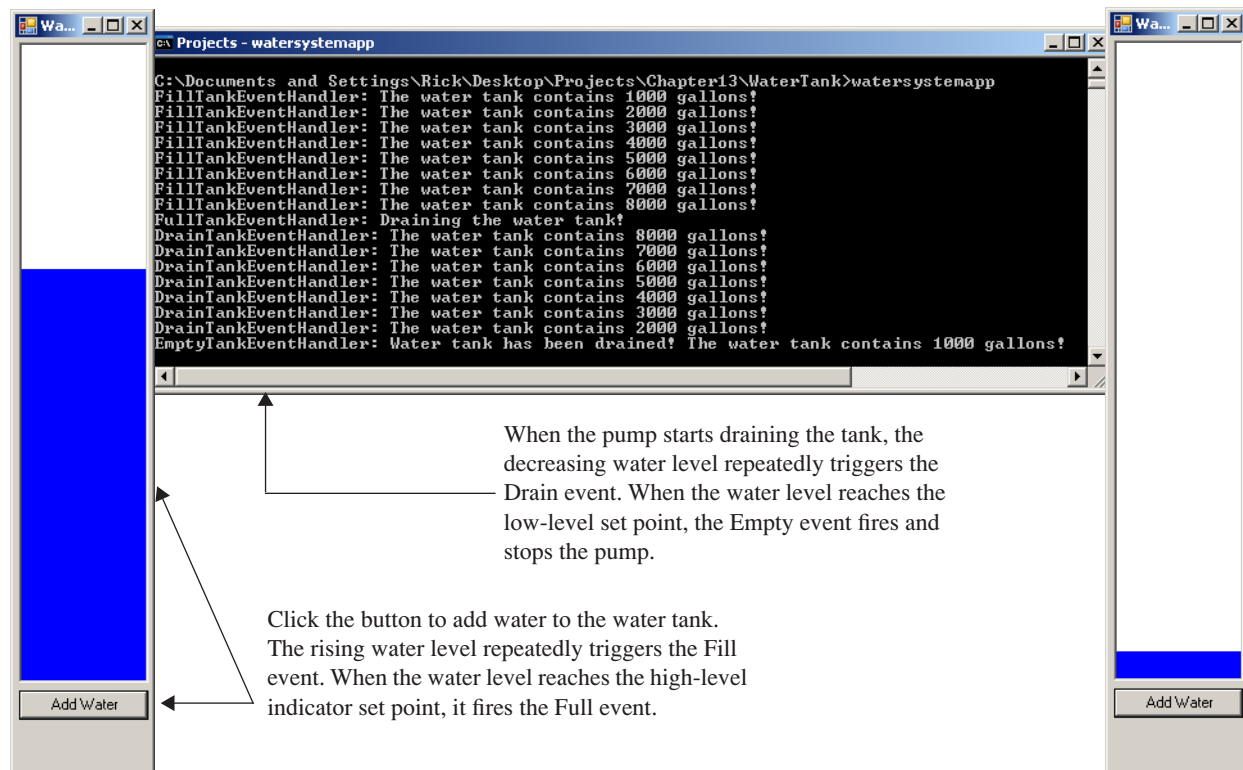 Wa...
Projects - watersystemapp
Wa...
C:\Documents and Settings\Rick\Desktop\Projects\Chapter13\WaterTank>watersystemapp
FillTankEventHandler: The water tank contains 1000 gallons!
FillTankEventHandler: The water tank contains 2000 gallons!
FillTankEventHandler: The water tank contains 3000 gallons!
FillTankEventHandler: The water tank contains 4000 gallons!
FillTankEventHandler: The water tank contains 5000 gallons!
FillTankEventHandler: The water tank contains 6000 gallons!
FillTankEventHandler: The water tank contains 7000 gallons!
FillTankEventHandler: The water tank contains 8000 gallons!
FullTankEventHandler: Draining the water tank!
DrainTankEventHandler: The water tank contains 8000 gallons!
DrainTankEventHandler: The water tank contains 7000 gallons!
DrainTankEventHandler: The water tank contains 6000 gallons!
DrainTankEventHandler: The water tank contains 5000 gallons!
DrainTankEventHandler: The water tank contains 4000 gallons!
DrainTankEventHandler: The water tank contains 3000 gallons!
DrainTankEventHandler: The water tank contains 2000 gallons!
EmptyTankEventHandler: Water tank has been drained! The water tank contains 1000 gallons!
When the pump starts draining the tank, the
decreasing water level repeatedly triggers the
Drain event. When the water level reaches the
low-level set point, the Empty event fires and
stops the pump.
Click the button to add water to the water tank.
The rising water level repeatedly triggers the Fill
event. When the water level reaches the high-level
indicator set point, it fires the Full event.
Add Water
Add Water